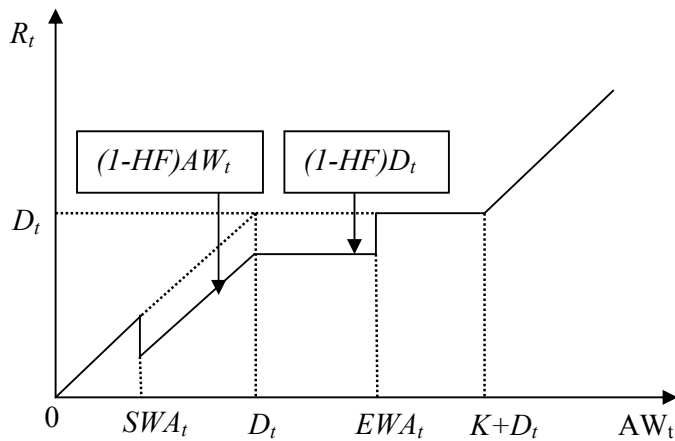 R_t
(1-HF)AW_t
(1-HF)D_t
D_t
0
SWA_t
D_t
EWA_t
K+D_t
AW_t